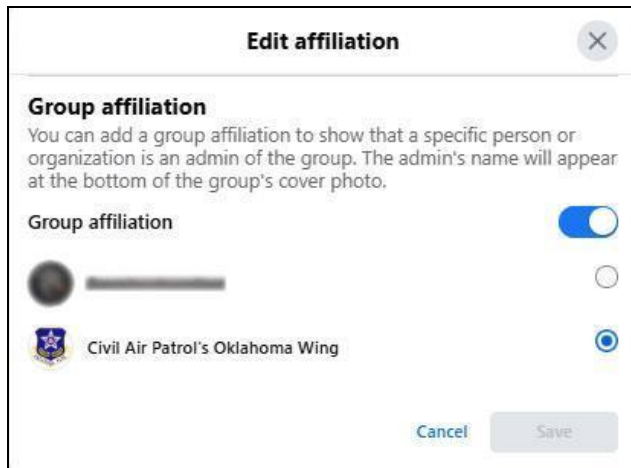 Edit affiliation
Group affiliation
You can add a group affiliation to show that a specific person or
organization is an admin of the group. The admin's name will appear
at the bottom of the group's cover photo.
Group affiliation
Civil Air Patrol's Oklahoma Wing
Cancel
Save